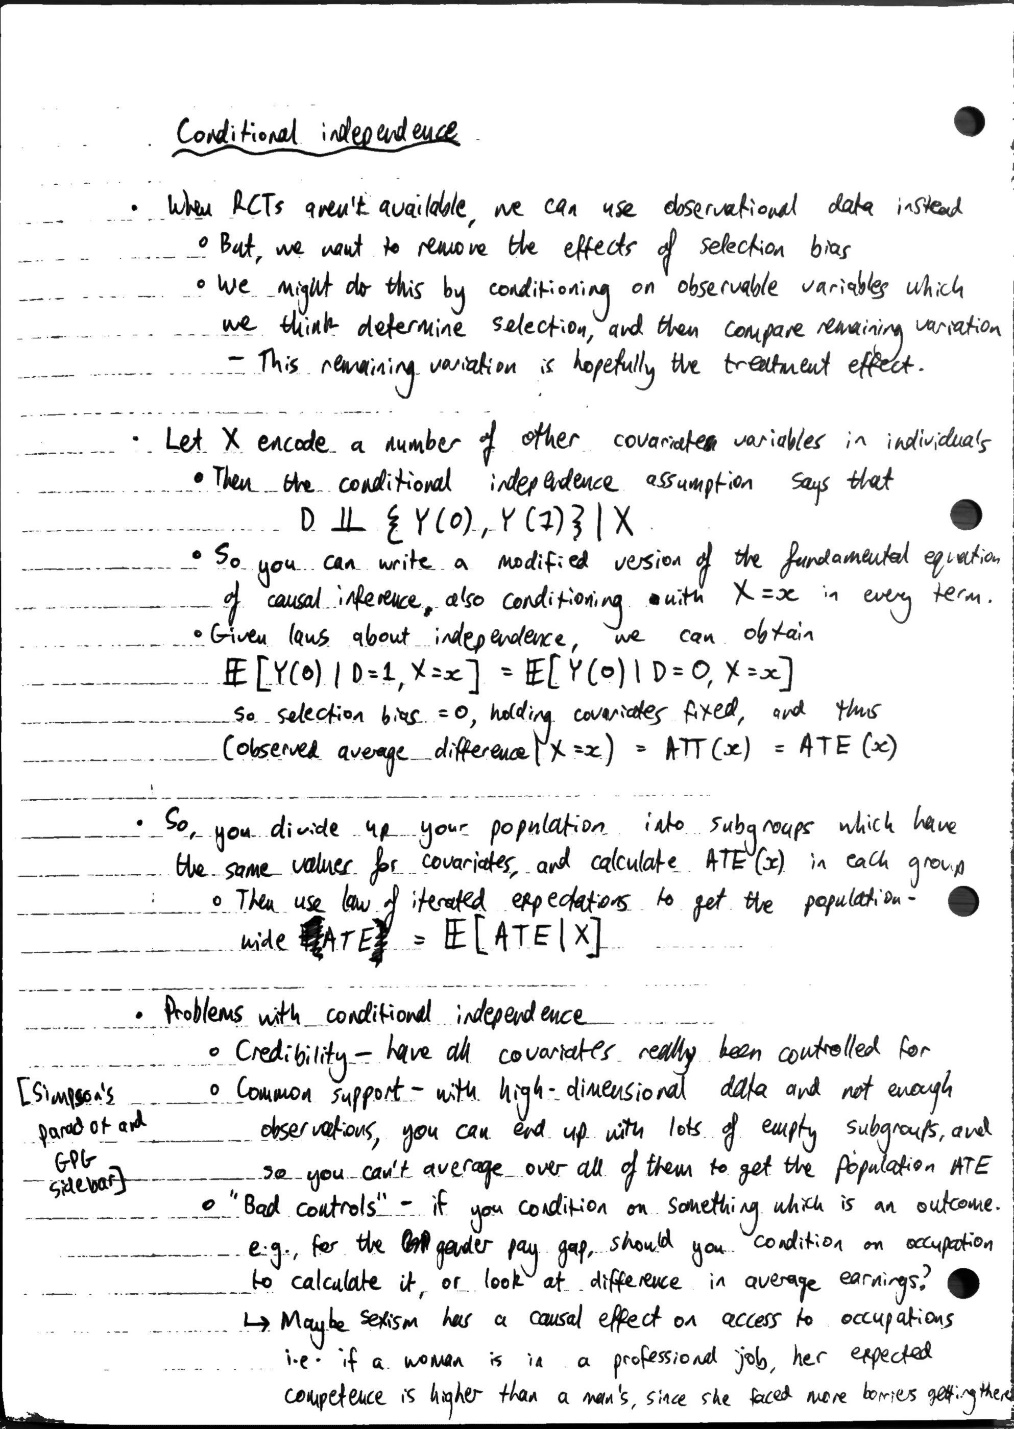 Conditional independence
• When RCTs aren't available, we can use observational data instead
∘ But, we want to remove the effects of selection bias
∘ We might do this by conditioning on observable variables which
we think determine selection, and then compare remaining variation
– This remaining variation is hopefully the treatment effect.
• Let X encode a number of other covariate variables in individuals
∘ Then the conditional independence assumption says that
D ⫫ {Y(0), Y(1)} | X
∘ So you can write a modified version of the fundamental equation
of causal inference, also conditioning with X = x in every term.
∘ Given laws about independence, we can obtain
𝔼[Y(0) | D=1, X=x] = 𝔼[Y(0) | D=0, X=x]
so selection bias = 0, holding covariates fixed, and thus
(observed average difference | X=x) = ATT(x) = ATE(x)
• So, you divide up your population into subgroups which have
the same values for covariates, and calculate ATE(x) in each group
∘ Then use law of iterated expectations to get the population-
wide ATE = 𝔼[ATE | X]
• Problems with conditional independence
∘ Credibility – have all covariates really been controlled for
[Simpson's
paradox and
GPG
sidebar]
∘ Common support – with high-dimensional data and not enough
observations, you can end up with lots of empty subgroups, and
so you can't average over all of them to get the population ATE
∘ "Bad controls" – if you condition on something which is an outcome.
e.g., for the gender pay gap, should you condition on occupation
to calculate it, or look at difference in average earnings?
↳ Maybe sexism has a causal effect on access to occupations
i.e. if a woman is in a professional job, her expected
competence is higher than a man's, since she faced more barriers getting there